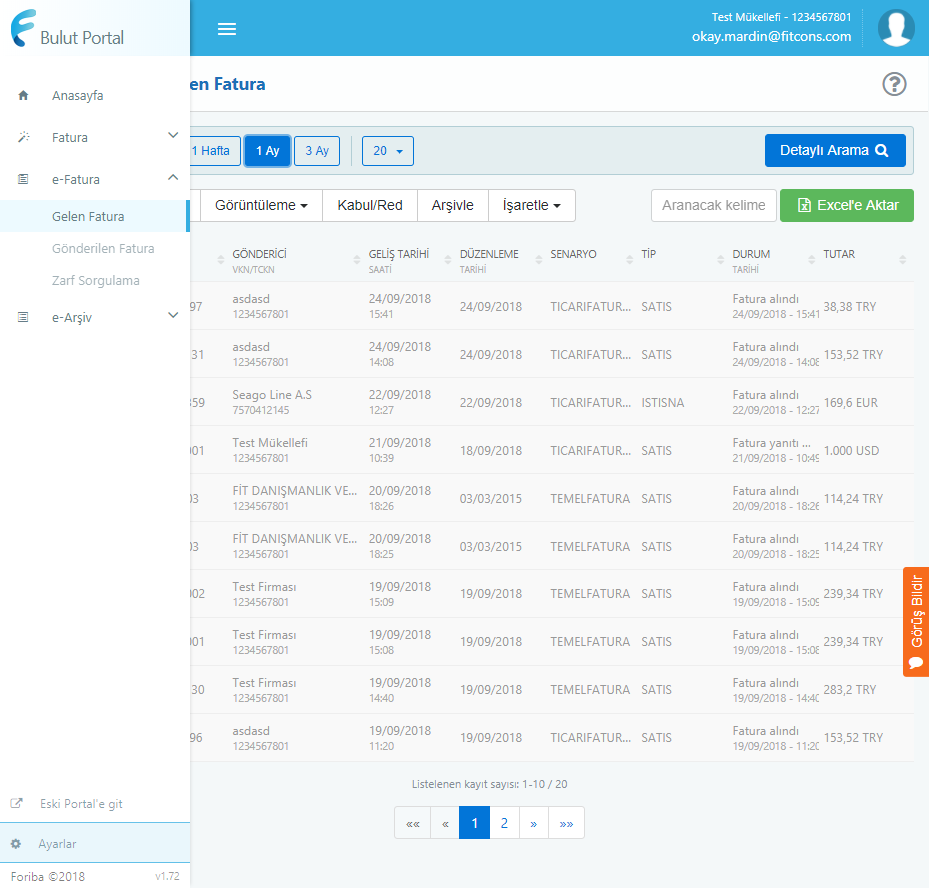 Bulut Portal
Test Mükellefi - 1234567801
okay.mardin@fitcons.com
Anasayfa
Fatura
e-Fatura
Gelen Fatura
Gönderilen Fatura
Zarf Sorgulama
e-Arşiv
Eski Portal'e git
Ayarlar
Foriba ©2018 v1.72
en Fatura
1 Hafta 1 Ay 3 Ay 20 Detaylı Arama
Görüntüleme Kabul/Red Arşivle İşaretle Aranacak kelime Excel'e Aktar
GÖNDERİCİ GELİŞ TARİHİ DÜZENLEME SENARYO TİP DURUM TUTAR
VKN/TCKN SAATİ TARİHİ TARİHİ
asdasd 24/09/2018 Fatura alındı
97 24/09/2018 TICARIFATUR... SATIS 38,38 TRY
1234567801 15:41 24/09/2018 - 15:41
asdasd 24/09/2018 Fatura alındı
31 24/09/2018 TICARIFATUR... SATIS 153,52 TRY
1234567801 14:08 24/09/2018 - 14:08
Seago Line A.S 22/09/2018 Fatura alındı
359 22/09/2018 TICARIFATUR... ISTISNA 169,6 EUR
7570412145 12:27 22/09/2018 - 12:27
Test Mükellefi 21/09/2018 Fatura yanıtı ...
001 18/09/2018 TICARIFATUR... SATIS 1.000 USD
1234567801 10:39 21/09/2018 - 10:49
FİT DANIŞMANLIK VE... 20/09/2018 Fatura alındı
03 03/03/2015 TEMELFATURA SATIS 114,24 TRY
1234567801 18:26 20/09/2018 - 18:26
FİT DANIŞMANLIK VE... 20/09/2018 Fatura alındı
03 03/03/2015 TEMELFATURA SATIS 114,24 TRY
1234567801 18:25 20/09/2018 - 18:25
Test Firması 19/09/2018 Fatura alındı
002 19/09/2018 TEMELFATURA SATIS 239,34 TRY
1234567801 15:09 19/09/2018 - 15:09
Test Firması 19/09/2018 Fatura alındı
001 19/09/2018 TEMELFATURA SATIS 239,34 TRY
1234567801 15:08 19/09/2018 - 15:08
Test Firması 19/09/2018 Fatura alındı
30 19/09/2018 TEMELFATURA SATIS 283,2 TRY
1234567801 14:40 19/09/2018 - 14:40
asdasd 19/09/2018 Fatura alındı
96 19/09/2018 TICARIFATUR... SATIS 153,52 TRY
1234567801 11:20 19/09/2018 - 11:20
Listelenen kayıt sayısı: 1-10 / 20
«« « 1 2 » »»
Görüş Bildir